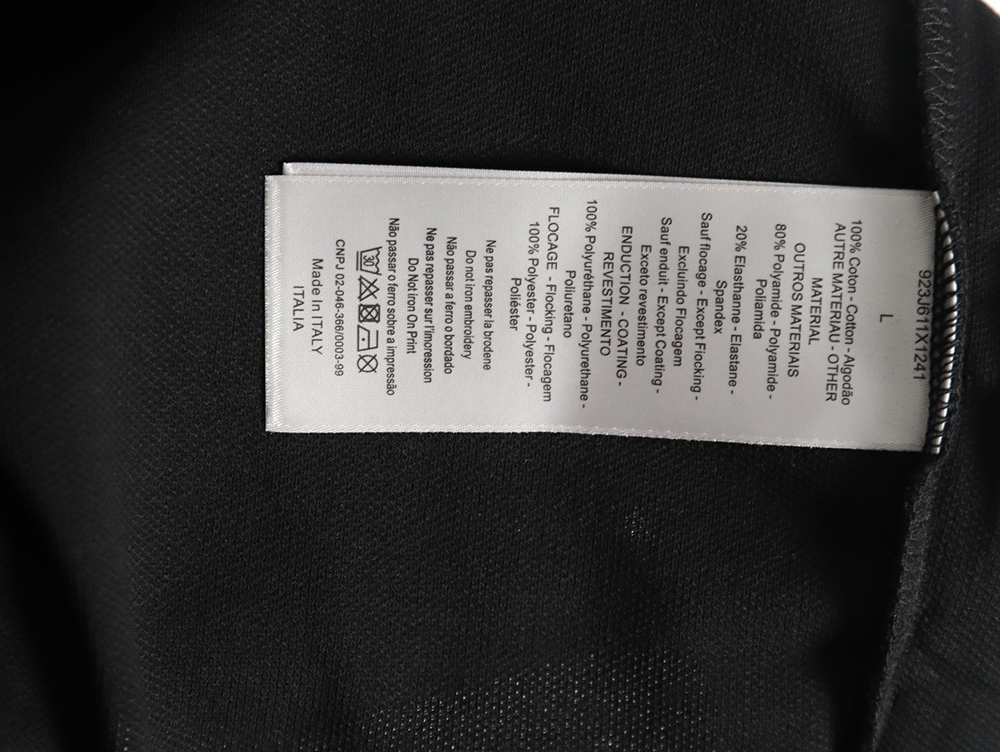 923J611X1241
L
100% Coton - Cotton - Algodão
AUTRE MATERIAU - OTHER
MATERIAL
OUTROS MATERIAIS
80% Polyamide - Polyamide -
Poliamida
20% Elasthanne - Elastane -
Spandex
Sauf flocage - Except Flocking -
Excluindo Flocagem
Sauf enduit - Except Coating -
Exceto revestimento
ENDUCTION - COATING -
REVESTIMENTO
100% Polyuréthane - Polyurethane -
Poliuretano
FLOCAGE - Flocking - Flocagem
100% Polyester - Polyester -
Poliéster
Ne pas repasser la brodene
Do not iron embroidery
Não passar a ferro o bordado
Ne pas repasser sur l'imoression
Do Not iron On Print
Não passar o ferro sobre a impressão
30
CNPJ 02-046-366/0003-99
Made In ITALY
ITALIA